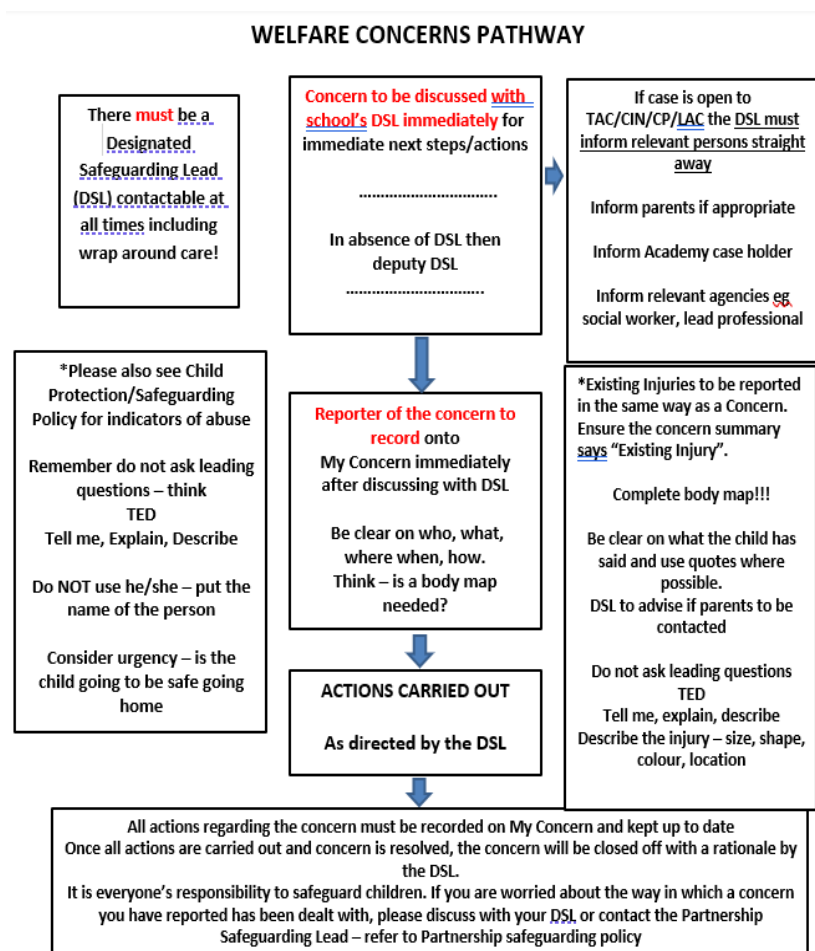 WELFARE CONCERNS PATHWAY
There must be a
Designated
Safeguarding Lead
(DSL) contactable at
all times including
wrap around care!
Concern to be discussed with
school's DSL immediately for
immediate next steps/actions
................................
In absence of DSL then
deputy DSL
................................
If case is open to
TAC/CIN/CP/LAC the DSL must
inform relevant persons straight
away
Inform parents if appropriate
Inform Academy case holder
Inform relevant agencies eg
social worker, lead professional
*Please also see Child
Protection/Safeguarding
Policy for indicators of abuse
Remember do not ask leading
questions – think
TED
Tell me, Explain, Describe
Do NOT use he/she – put the
name of the person
Consider urgency – is the
child going to be safe going
home
Reporter of the concern to
record onto
My Concern immediately
after discussing with DSL
Be clear on who, what,
where when, how.
Think – is a body map
needed?
*Existing Injuries to be reported
in the same way as a Concern.
Ensure the concern summary
says "Existing Injury".
Complete body map!!!
Be clear on what the child has
said and use quotes where
possible.
DSL to advise if parents to be
contacted
Do not ask leading questions
TED
Tell me, explain, describe
Describe the injury – size, shape,
colour, location
ACTIONS CARRIED OUT
As directed by the DSL
All actions regarding the concern must be recorded on My Concern and kept up to date
Once all actions are carried out and concern is resolved, the concern will be closed off with a rationale by
the DSL.
It is everyone's responsibility to safeguard children. If you are worried about the way in which a concern
you have reported has been dealt with, please discuss with your DSL or contact the Partnership
Safeguarding Lead – refer to Partnership safeguarding policy